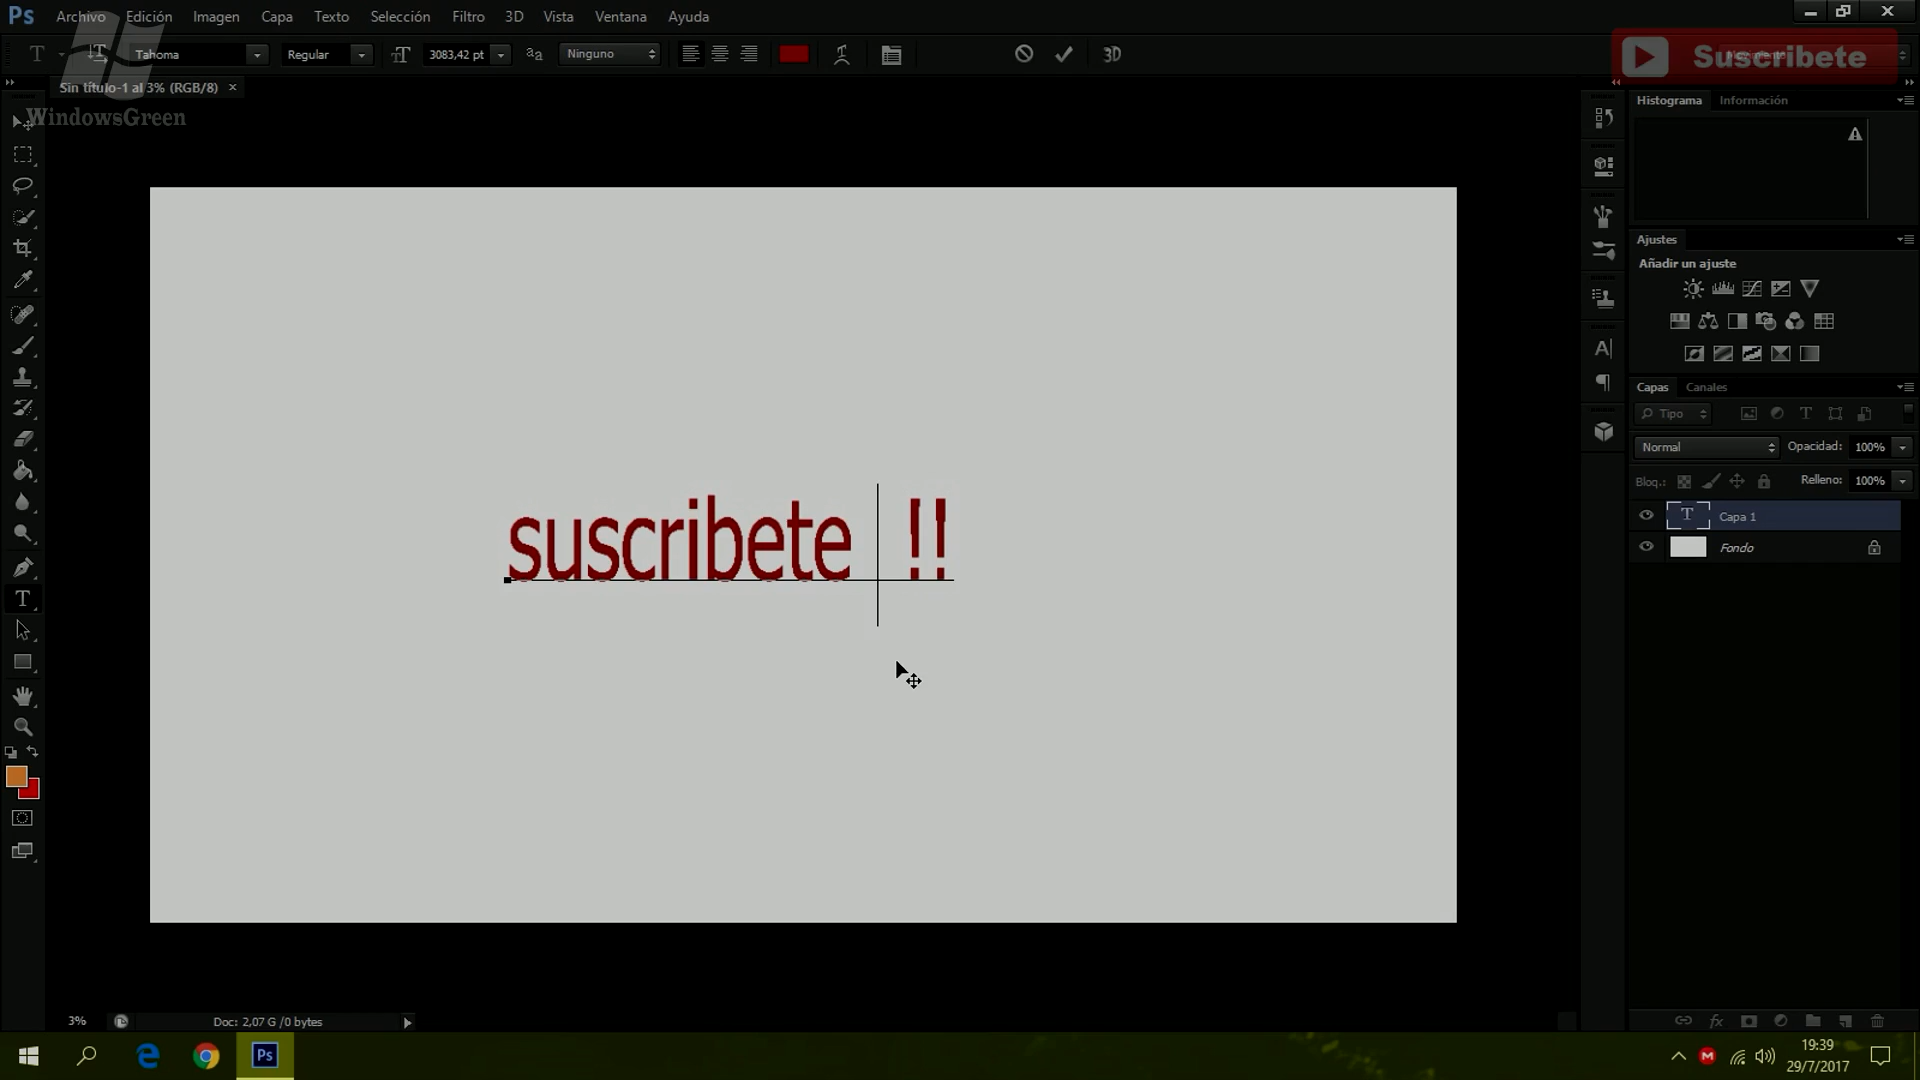 Ps Archivo Edición Imagen Capa Texto Selección Filtro 3D Vista Ventana Ayuda
T Tahoma Regular 3083,42 pt aa Ninguno 3D
Suscribete
Sin título-1 al 3% (RGB/8) ×
WindowsGreen
Histograma Información
Ajustes
Añadir un ajuste
Capas Canales
Tipo
Normal Opacidad: 100%
Bloq.: Relleno: 100%
T Capa 1
Fondo
suscribete !!
3% Doc: 2,07 G /0 bytes
Ps
19:39
29/7/2017